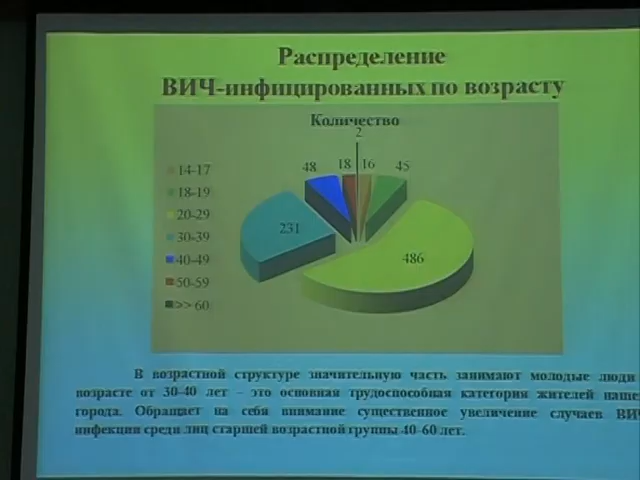 Распределение
ВИЧ-инфицированных по возрасту
Количество
2
48 18 16 45
14-17
18-19
20-29
30-39
40-49
50-59
>> 60
231
486
В возрастной структуре значительную часть занимают молодые люди
возрасте от 30-40 лет - это основная трудоспособная категория жителей наше
города. Обращает на себя внимание существенное увеличение случаев ВИЧ
инфекции среди лиц старшей возрастной группы 40-60 лет.